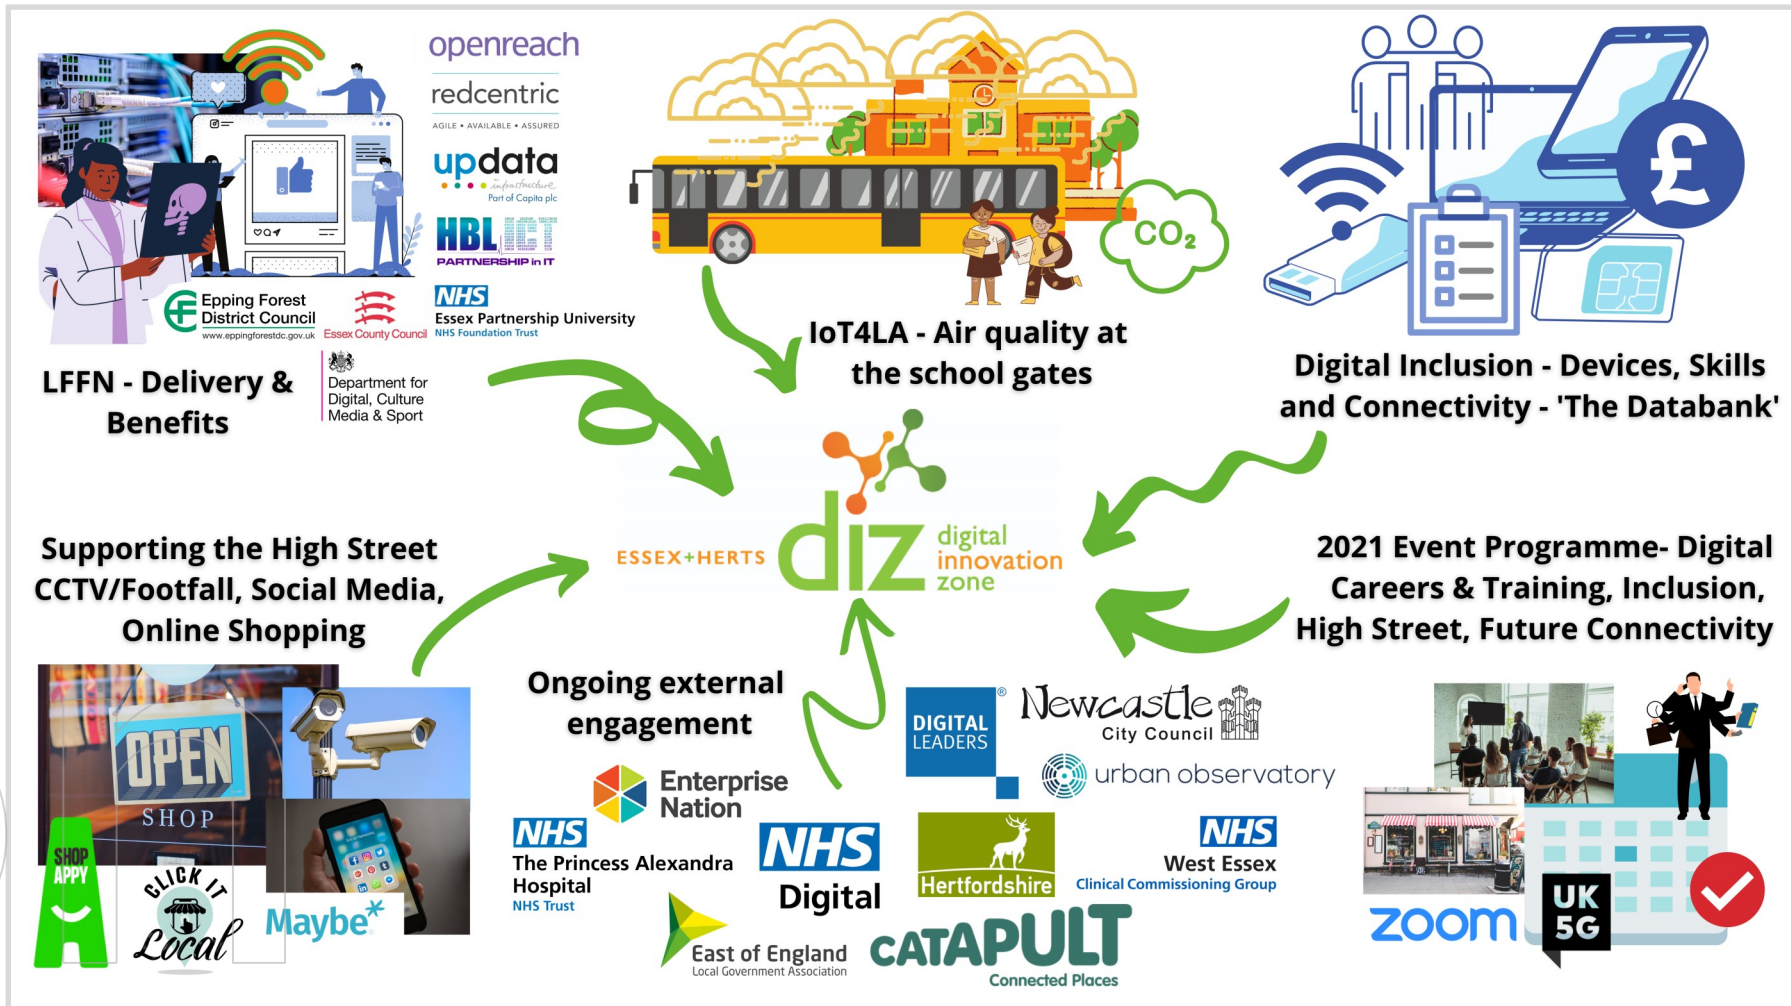 openreach
redcentric
AGILE • AVAILABLE • ASSURED
updata
infrastructure
Part of Capita plc
HBL ICT
PARTNERSHIP in IT
Epping Forest
District Council
www.eppingforestdc.gov.uk
Essex County Council
NHS
Essex Partnership University
NHS Foundation Trust
LFFN - Delivery &
Benefits
Department for
Digital, Culture
Media & Sport
CO₂
IoT4LA - Air quality at
the school gates
£
Digital Inclusion - Devices, Skills
and Connectivity - 'The Databank'
ESSEX+HERTS
diz
digital
innovation
zone
Supporting the High Street
CCTV/Footfall, Social Media,
Online Shopping
OPEN
SHOP
SHOP
APPY
CLICK IT
Local
Maybe*
Ongoing external
engagement
Enterprise
Nation
NHS
The Princess Alexandra
Hospital
NHS Trust
NHS
Digital
East of England
Local Government Association
DIGITAL
LEADERS
®
Newcastle
City Council
urban observatory
Hertfordshire
NHS
West Essex
Clinical Commissioning Group
CATAPULT
Connected Places
2021 Event Programme- Digital
Careers & Training, Inclusion,
High Street, Future Connectivity
zoom
UK
5G